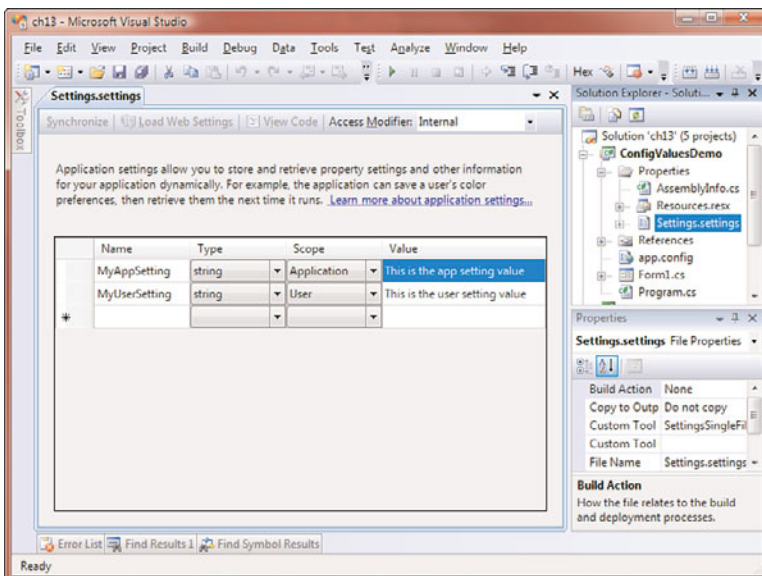 ch13 - Microsoft Visual Studio
File Edit View Project Build Debug Data Tools Test Analyze Window Help
Hex
Toolbox
Settings.settings
Synchronize Load Web Settings View Code Access Modifier: Internal
Application settings allow you to store and retrieve property settings and other information
for your application dynamically. For example, the application can save a user's color
preferences, then retrieve them the next time it runs. Learn more about application settings...
Name Type Scope Value
MyAppSetting string Application This is the app setting value
MyUserSetting string User This is the user setting value
Solution Explorer - Soluti...
Solution 'ch13' (5 projects)
ConfigValuesDemo
Properties
AssemblyInfo.cs
Resources.resx
Settings.settings
References
app.config
Form1.cs
Program.cs
Properties
Settings.settings File Properties
Build Action None
Copy to Outp Do not copy
Custom Tool SettingsSingleFil
Custom Tool
File Name Settings.settings
Build Action
How the file relates to the build
and deployment processes.
Error List Find Results 1 Find Symbol Results
Ready